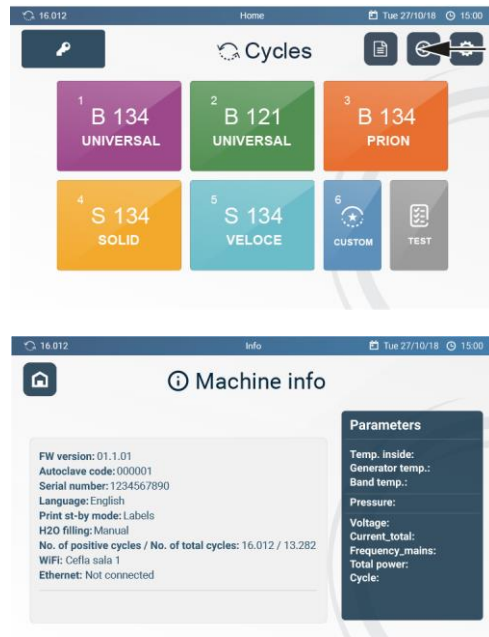 16.012 Home Tue 27/10/18 15:00
Cycles
1 B 134 UNIVERSAL
2 B 121 UNIVERSAL
3 B 134 PRION
4 S 134 SOLID
5 S 134 VELOCE
6 CUSTOM
TEST
16.012 Info Tue 27/10/18 15:00
Machine info
FW version: 01.1.01
Autoclave code: 000001
Serial number: 1234567890
Language: English
Print st-by mode: Labels
H2O filling: Manual
No. of positive cycles / No. of total cycles: 16.012 / 13.282
WiFi: Cefla sala 1
Ethernet: Not connected
Parameters
Temp. inside:
Generator temp.:
Band temp.:
Pressure:
Voltage:
Current_total:
Frequency_mains:
Total power:
Cycle: